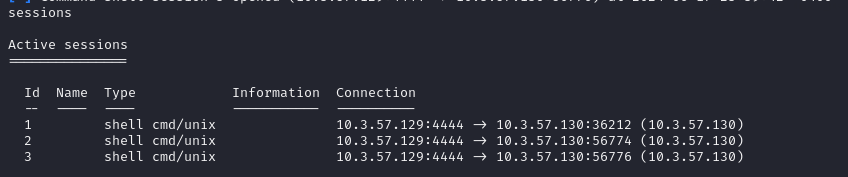 sessions
Active sessions
===============
Id Name Type Information Connection
-- ---- ---- ----------- ----------
1 shell cmd/unix 10.3.57.129:4444 → 10.3.57.130:36212 (10.3.57.130)
2 shell cmd/unix 10.3.57.129:4444 → 10.3.57.130:56774 (10.3.57.130)
3 shell cmd/unix 10.3.57.129:4444 → 10.3.57.130:56776 (10.3.57.130)